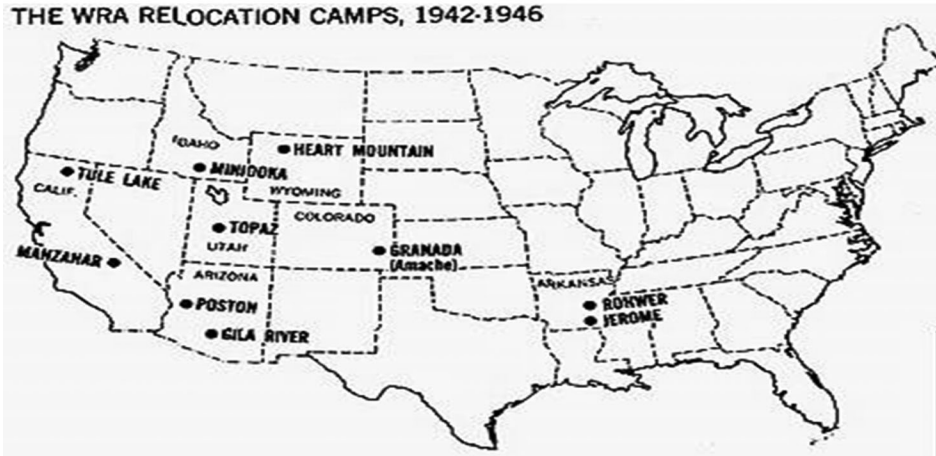 THE WRA RELOCATION CAMPS, 1942-1946
IDAHO
HEART MOUNTAIN
MINIDOKA
TULE LAKE
CALIF.
WYOMING
COLORADO
TOPAZ
UTAH
MANZANAR
GRANADA
(Amache)
ARIZONA
ARKANSAS
POSTON
ROHWER
JEROME
GILA RIVER